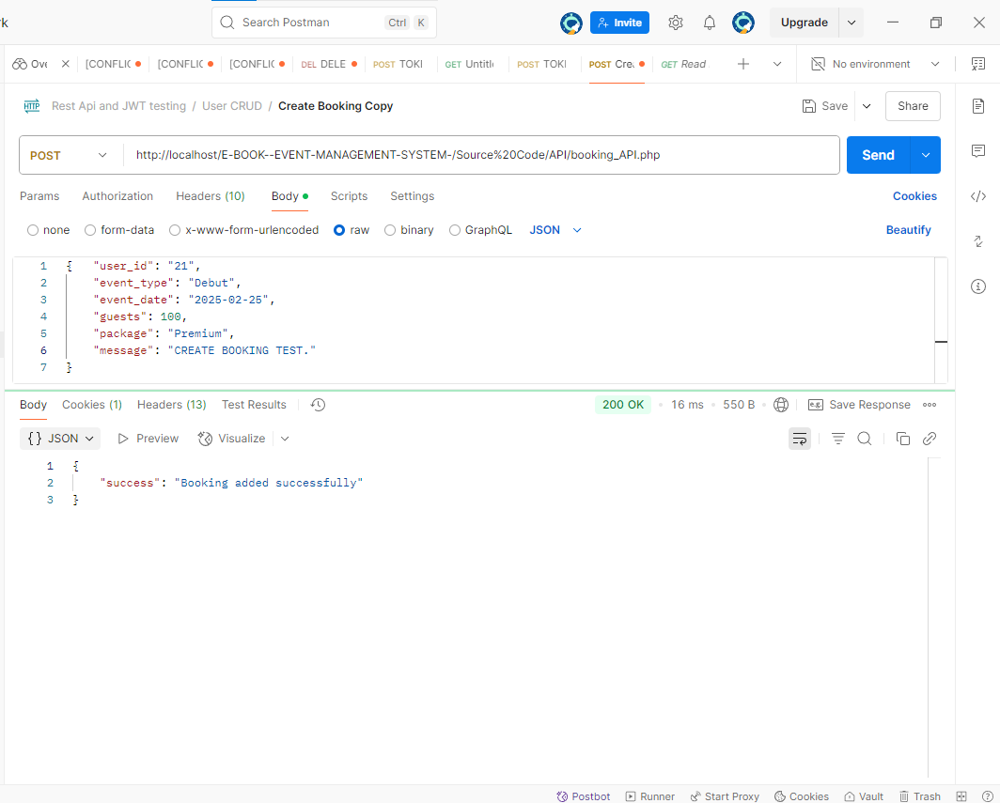 rk
Search Postman Ctrl K Invite Upgrade
Ove [CONFLIC [CONFLIC [CONFLIC DEL DELE POST TOKI GET Untitle POST TOKI POST Cre GET Read No environment
HTTP Rest Api and JWT testing / User CRUD / Create Booking Copy Save Share
POST http://localhost/E-BOOK--EVENT-MANAGEMENT-SYSTEM-/Source%20Code/API/booking_API.php Send
Params Authorization Headers (10) Body Scripts Settings Cookies
none form-data x-www-form-urlencoded raw binary GraphQL JSON Beautify
1 { "user_id": "21",
2 "event_type": "Debut",
3 "event_date": "2025-02-25",
4 "guests": 100,
5 "package": "Premium",
6 "message": "CREATE BOOKING TEST."
7 }
Body Cookies (1) Headers (13) Test Results 200 OK • 16 ms • 550 B • e.g. Save Response
{} JSON Preview Visualize
1 {
2 "success": "Booking added successfully"
3 }
Postbot Runner Start Proxy Cookies Vault Trash